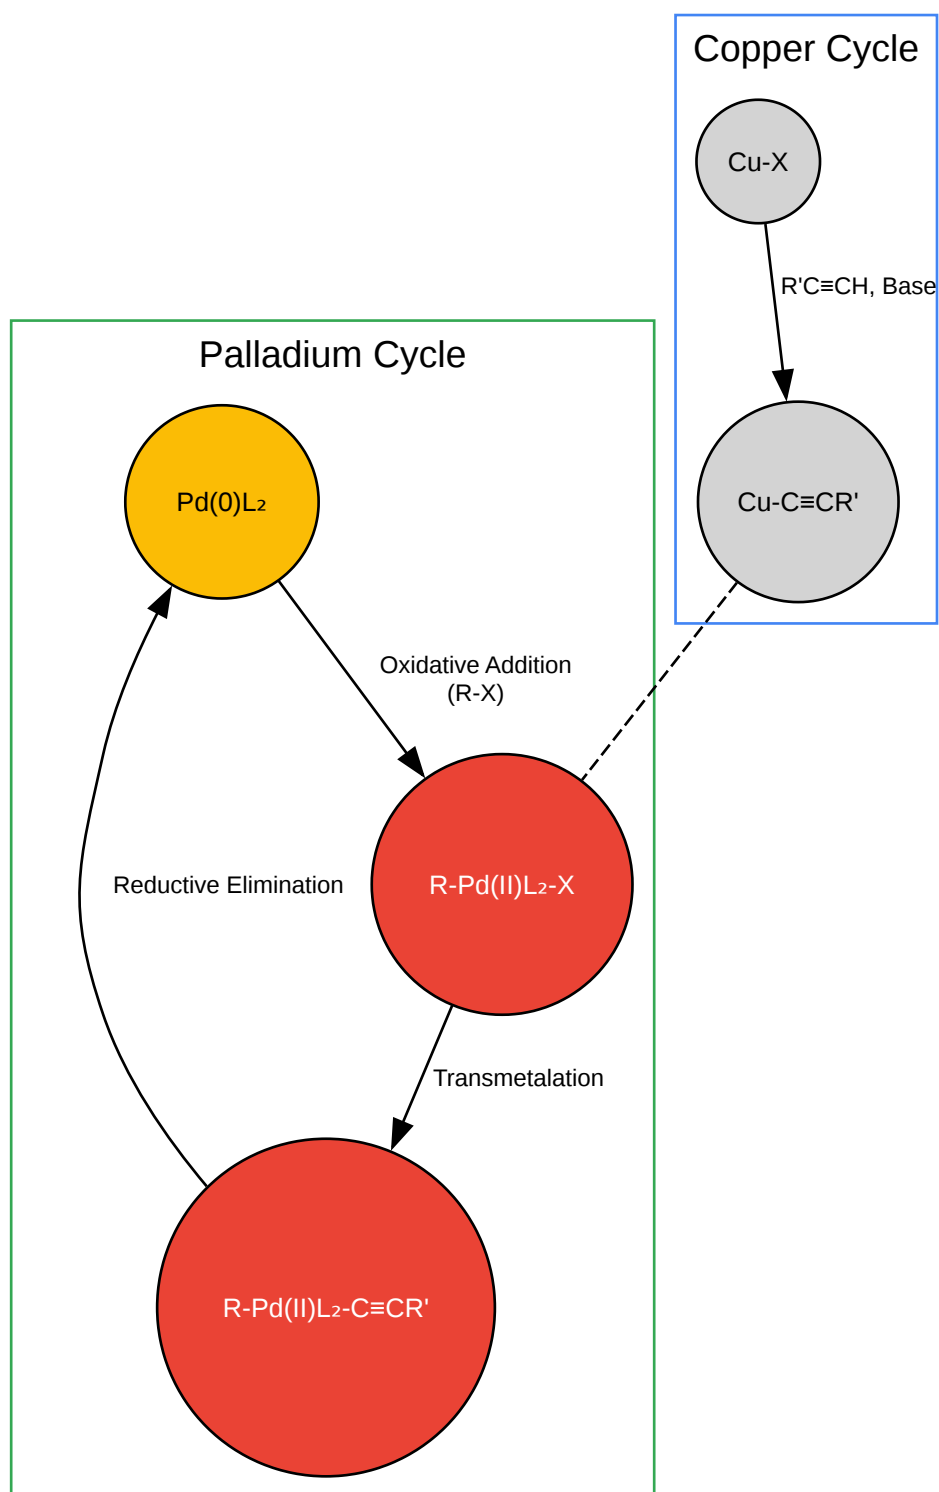 Copper Cycle
Cu-X
R'C≡CH, Base
Palladium Cycle
Pd(0)L₂
Cu-C≡CR'
Oxidative Addition
(R-X)
Reductive Elimination
R-Pd(II)L₂-X
Transmetalation
R-Pd(II)L₂-C≡CR'